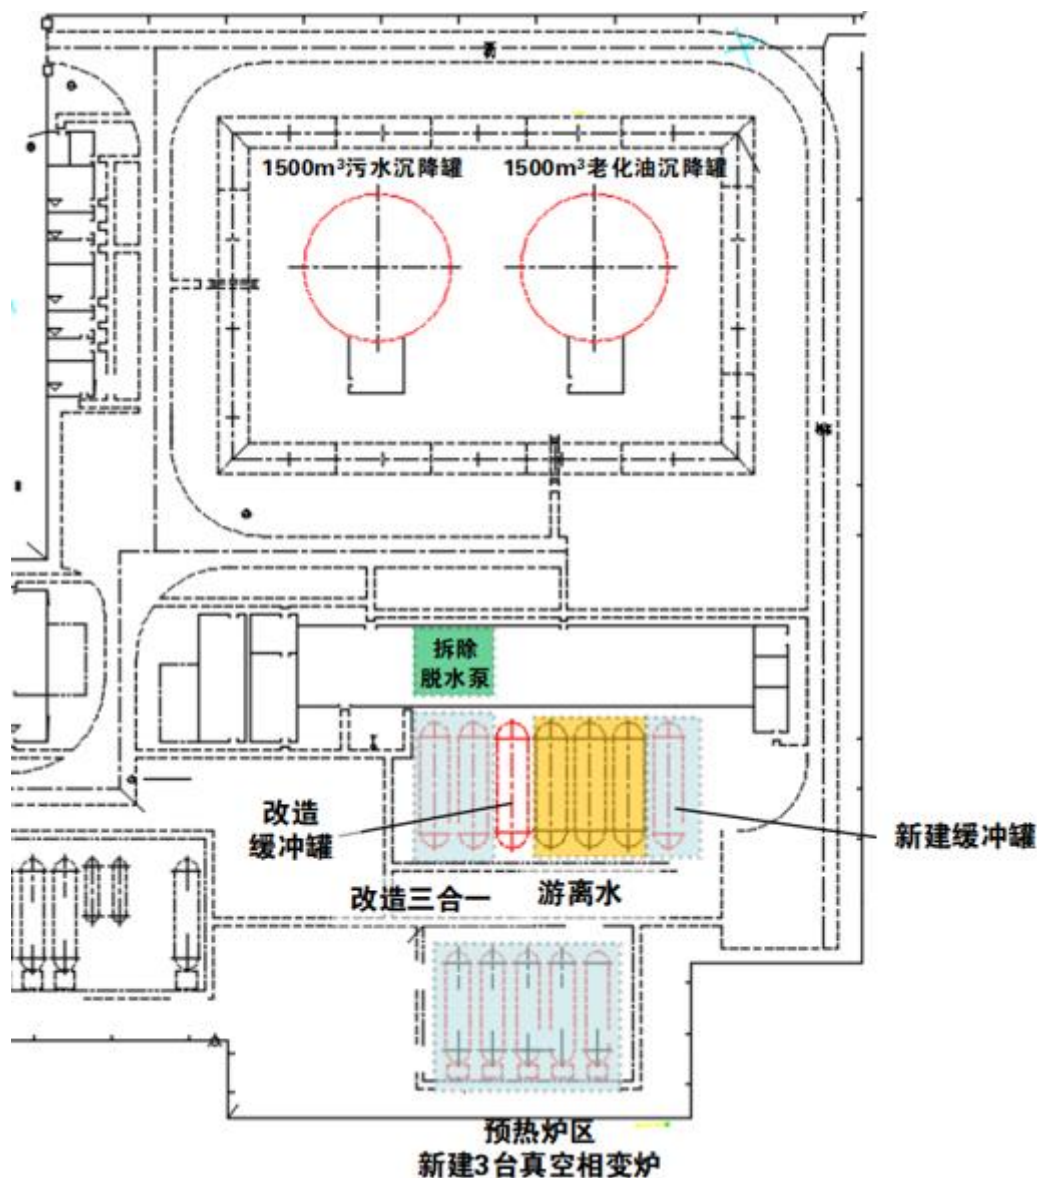 1500m³污水沉降罐
1500m³老化油沉降罐
拆除
脱水泵
改造
缓冲罐
新建缓冲罐
改造三合一
游离水
预热炉区
新建3台真空相变炉